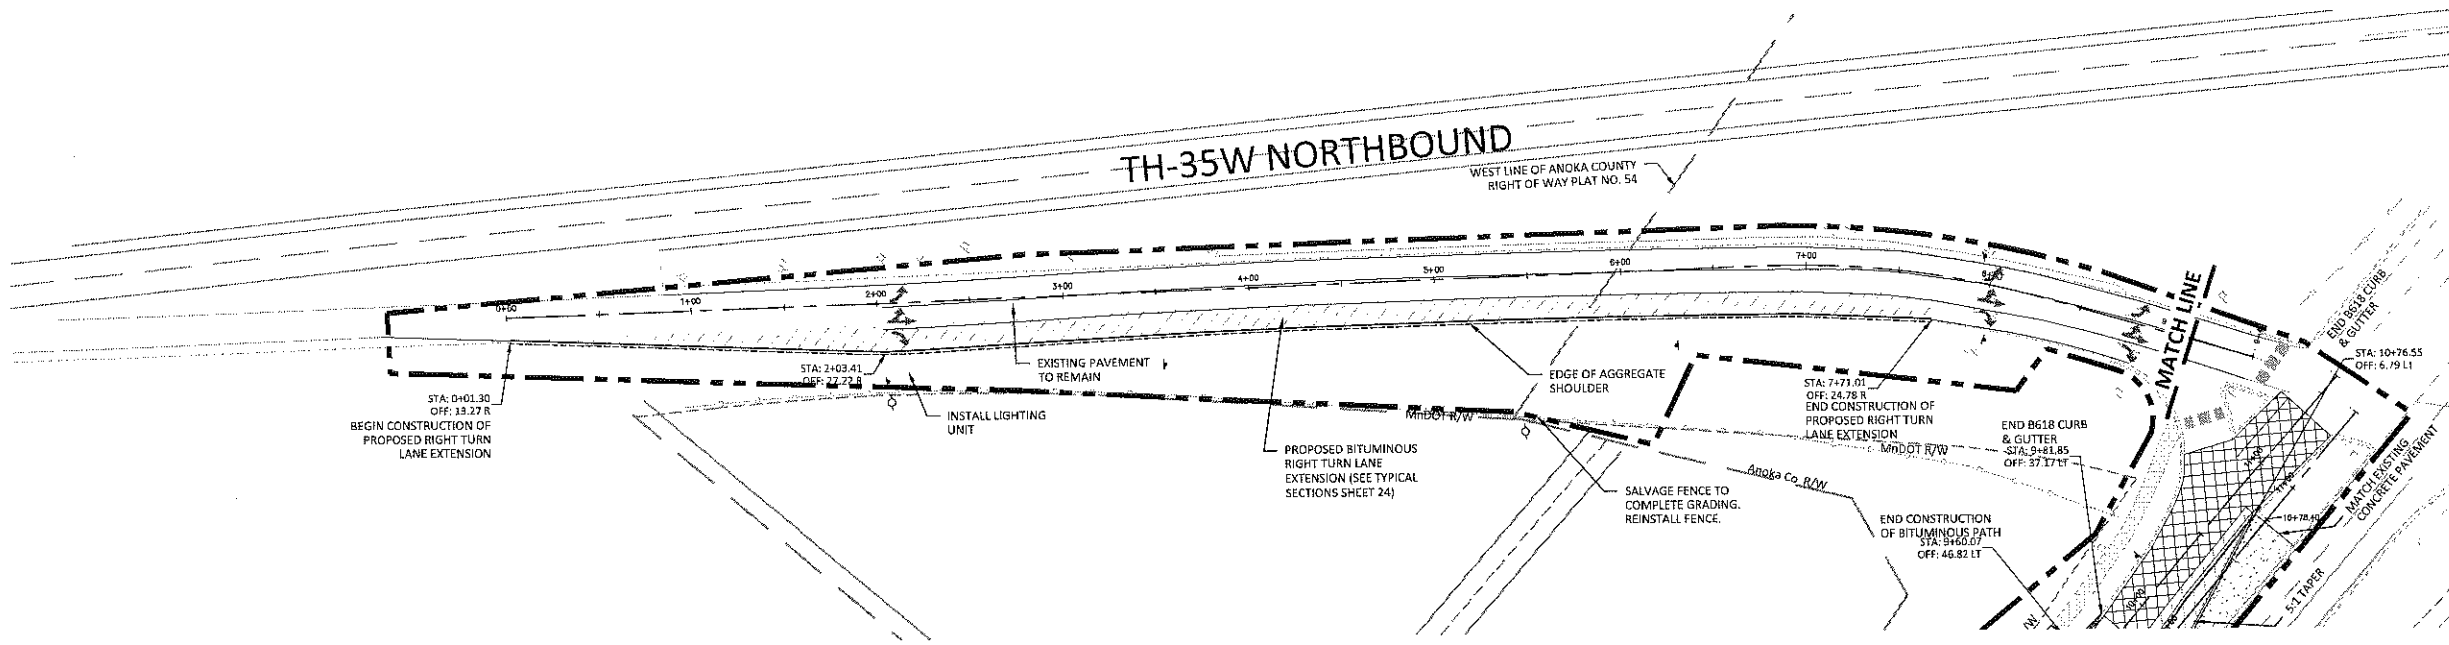 TH-35W NORTHBOUND
WEST LINE OF ANOKA COUNTY
RIGHT OF WAY PLAT NO. 54
0+00
1+00
2+00
3+00
4+00
5+00
6+00
7+00
MATCH LINE
END B618 CURB
& GUTTER
STA: 10+76.55
OFF: 6.79 LT
STA: 0+01.30
OFF: 13.27 R
BEGIN CONSTRUCTION OF
PROPOSED RIGHT TURN
LANE EXTENSION
STA: 2+03.41
OFF: 27.22 R
EXISTING PAVEMENT
TO REMAIN
INSTALL LIGHTING
UNIT
EDGE OF AGGREGATE
SHOULDER
PROPOSED BITUMINOUS
RIGHT TURN LANE
EXTENSION (SEE TYPICAL
SECTIONS SHEET 24)
MnDOT R/W
SALVAGE FENCE TO
COMPLETE GRADING.
REINSTALL FENCE.
STA: 7+71.01
OFF: 24.78 R
END CONSTRUCTION OF
PROPOSED RIGHT TURN
LANE EXTENSION
MnDOT R/W
Anoka Co R/W
END B618 CURB
& GUTTER
STA: 9+81.85
OFF: 37.17 LT
END CONSTRUCTION
OF BITUMINOUS PATH
STA: 9+60.07
OFF: 46.82 LT
MATCH EXISTING
CONCRETE PAVEMENT
10+78.40
5:1 TAPER